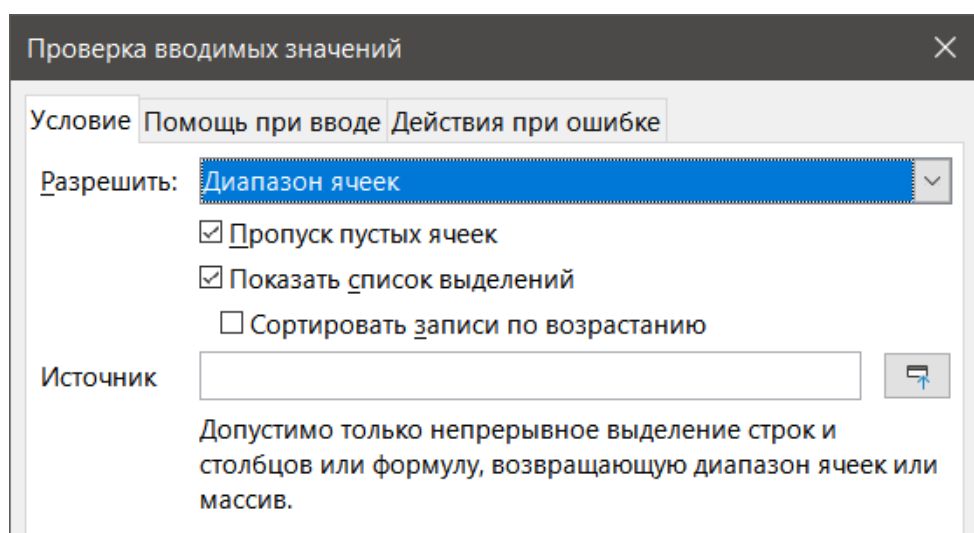 Проверка вводимых значений
Условие Помощь при вводе Действия при ошибке
Разрешить: Диапазон ячеек
Пропуск пустых ячеек
Показать список выделений
Сортировать записи по возрастанию
Источник
Допустимо только непрерывное выделение строк и
столбцов или формулу, возвращающую диапазон ячеек или
массив.